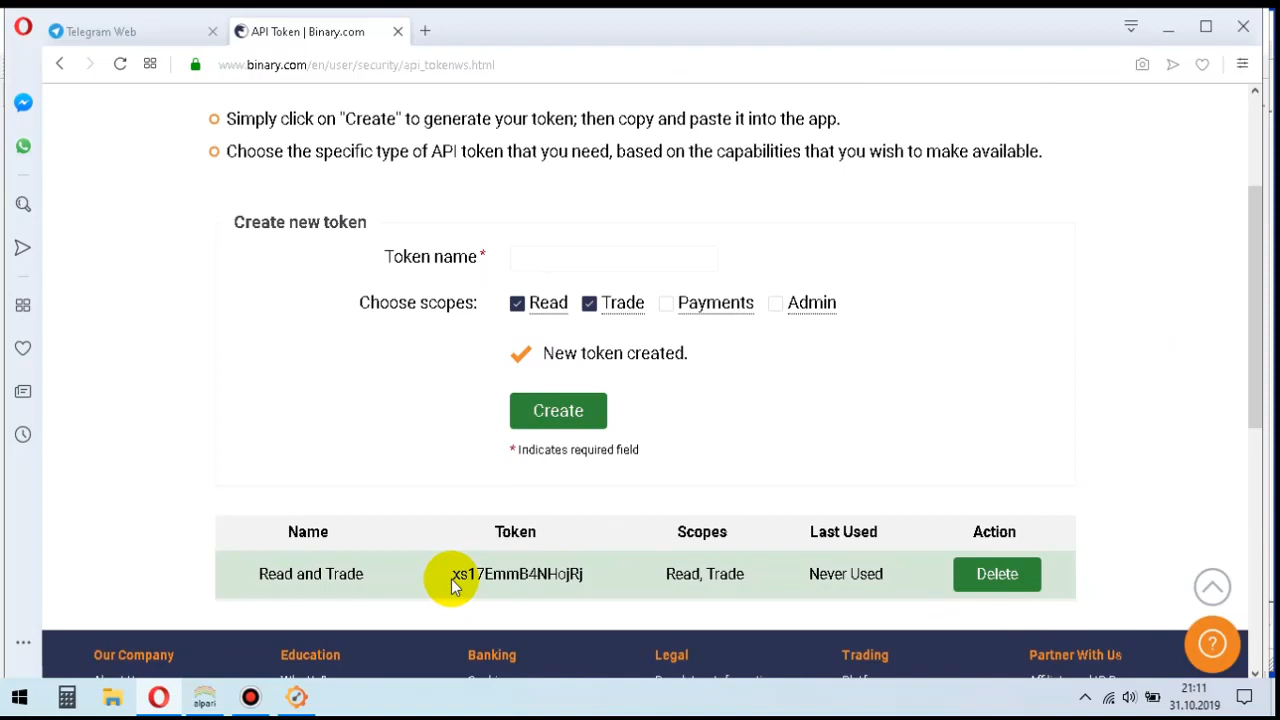 Telegram Web
API Token | Binary.com
www.binary.com/en/user/security/api_tokenws.html
Simply click on "Create" to generate your token; then copy and paste it into the app.
Choose the specific type of API token that you need, based on the capabilities that you wish to make available.
Create new token
Token name*
Choose scopes: Read Trade Payments Admin
New token created.
Create
* Indicates required field
Name Token Scopes Last Used Action
Read and Trade xs17EmmB4NHojRj Read, Trade Never Used Delete
Our Company Education Banking Legal Trading Partner With Us
alpari
21:11
31.10.2019